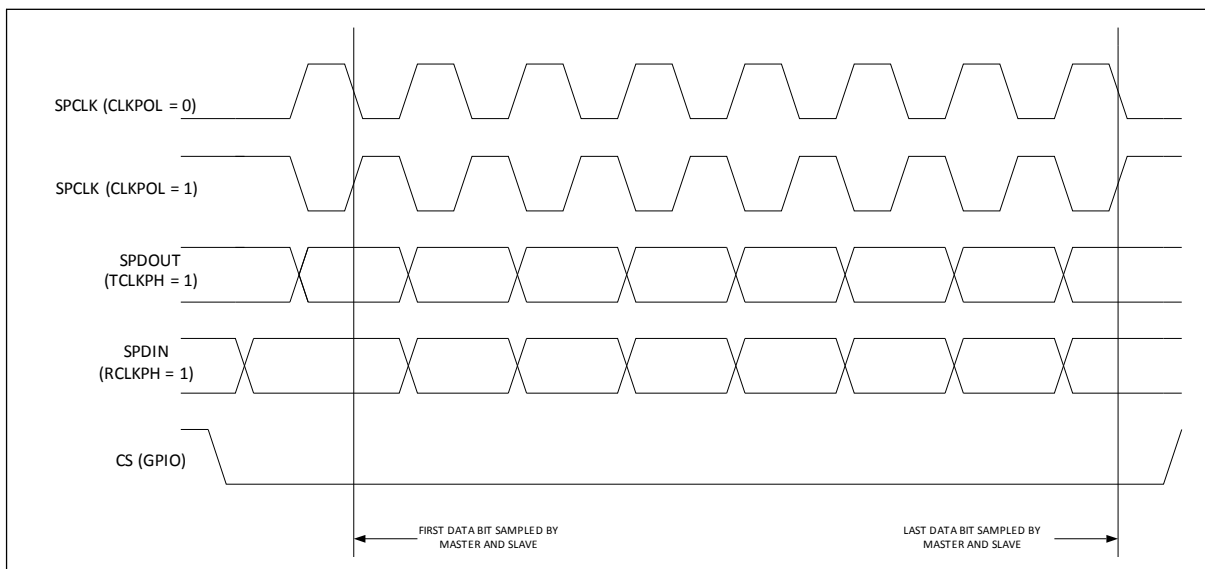 SPCLK (CLKPOL = 0)
SPCLK (CLKPOL = 1)
SPDOUT
(TCLKPH = 1)
SPDIN
(RCLKPH = 1)
CS (GPIO)
FIRST DATA BIT SAMPLED BY
MASTER AND SLAVE
LAST DATA BIT SAMPLED BY
MASTER AND SLAVE